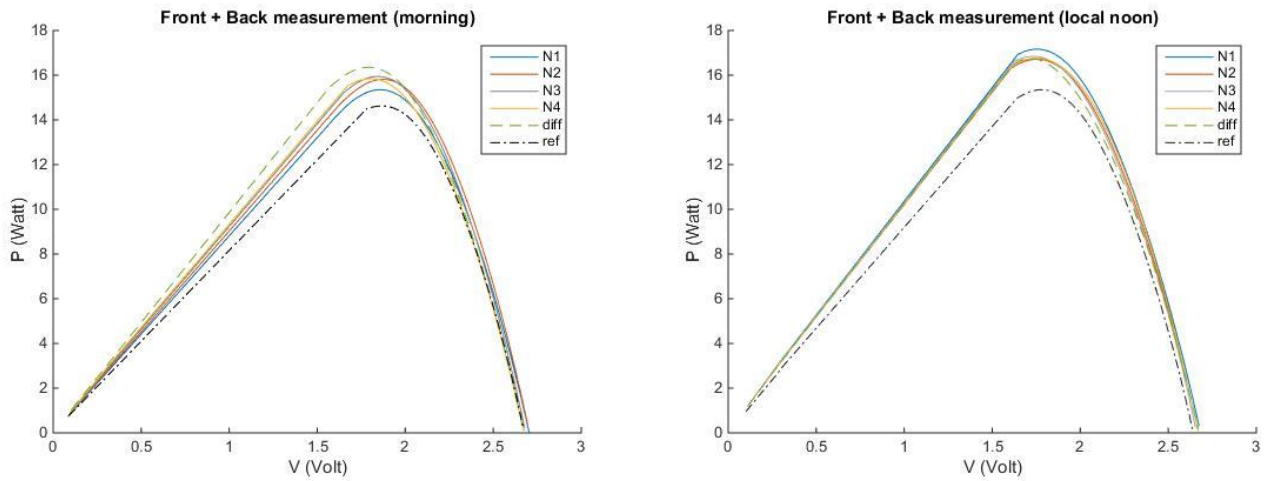 Front + Back measurement (morning)
18
16
14
12
10
8
6
4
2
0
P (Watt)
N1
N2
N3
N4
diff
ref
0
0.5
1
1.5
2
2.5
3
V (Volt)
Front + Back measurement (local noon)
18
16
14
12
10
8
6
4
2
0
P (Watt)
N1
N2
N3
N4
diff
ref
0
0.5
1
1.5
2
2.5
3
V (Volt)